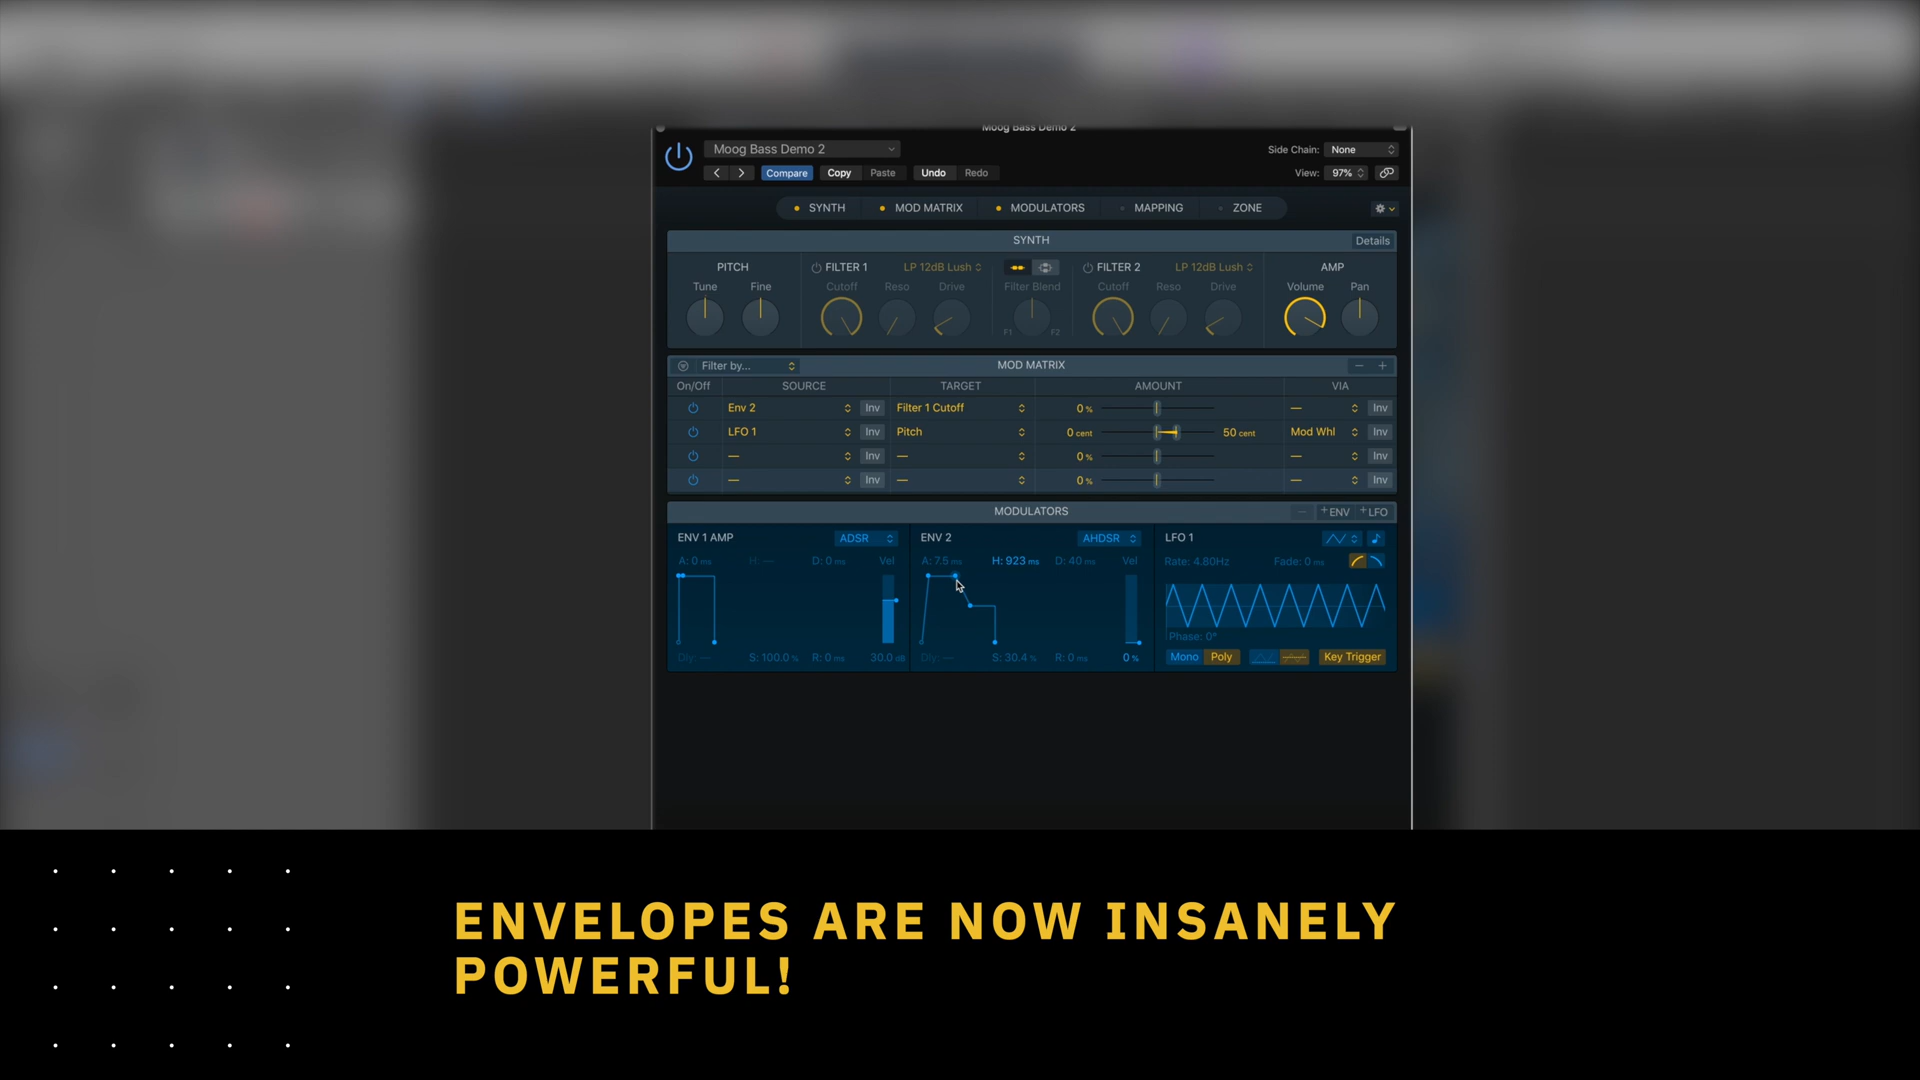 Moog Bass Demo 2
Moog Bass Demo 2
Side Chain: None
Compare Copy Paste Undo Redo
View: 97%
SYNTH MOD MATRIX MODULATORS MAPPING ZONE
SYNTH Details
PITCH FILTER 1 LP 12dB Lush FILTER 2 LP 12dB Lush AMP
Tune Fine Cutoff Reso Drive Filter Blend Cutoff Reso Drive Volume Pan
F1 F2
Filter by... MOD MATRIX
On/Off SOURCE TARGET AMOUNT VIA
Env 2 Inv Filter 1 Cutoff 0 % — Inv
LFO 1 Inv Pitch 0 cent 50 cent Mod Whl Inv
— Inv — 0 % — Inv
— Inv — 0 % — Inv
MODULATORS +ENV +LFO
ENV 1 AMP ADSR ENV 2 AHDSR LFO 1
A: 0 ms H: — D: 0 ms Vel A: 7.5 ms H: 923 ms D: 40 ms Vel Rate: 4.80Hz Fade: 0 ms
Phase: 0°
Dly: — S: 100.0 % R: 0 ms 30.0 dB Dly: — S: 30.4 % R: 0 ms 0 % Mono Poly Key Trigger
ENVELOPES ARE NOW INSANELY
POWERFUL!